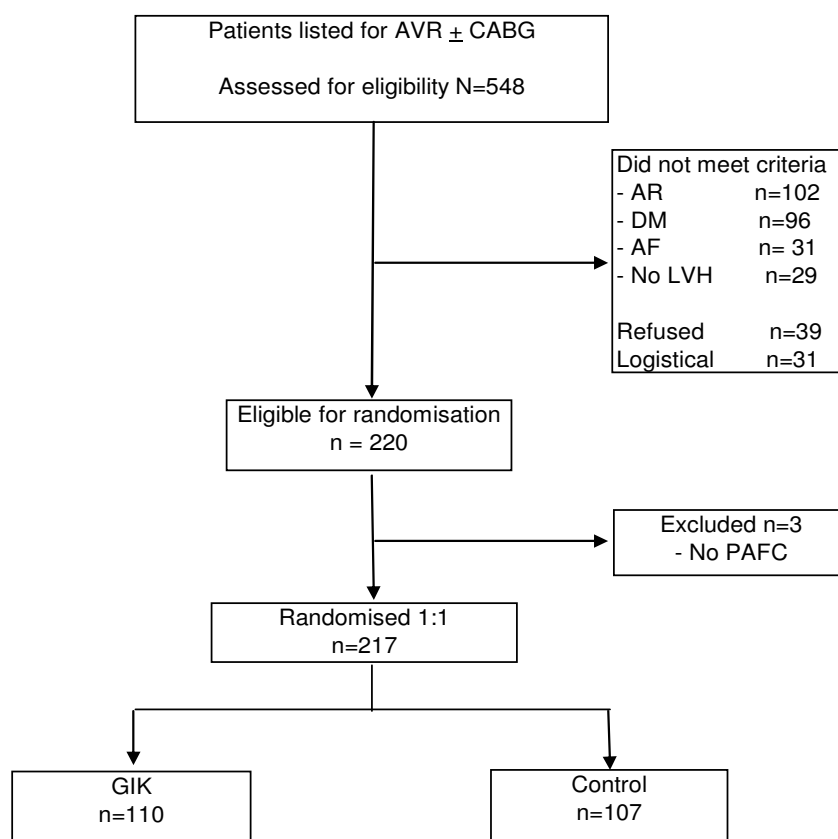 Patients listed for AVR ± CABG
Assessed for eligibility N=548
Did not meet criteria
- AR n=102
- DM n=96
- AF n= 31
- No LVH n=29
Refused n=39
Logistical n=31
Eligible for randomisation
n = 220
Excluded n=3
- No PAFC
Randomised 1:1
n=217
GIK
n=110
Control
n=107